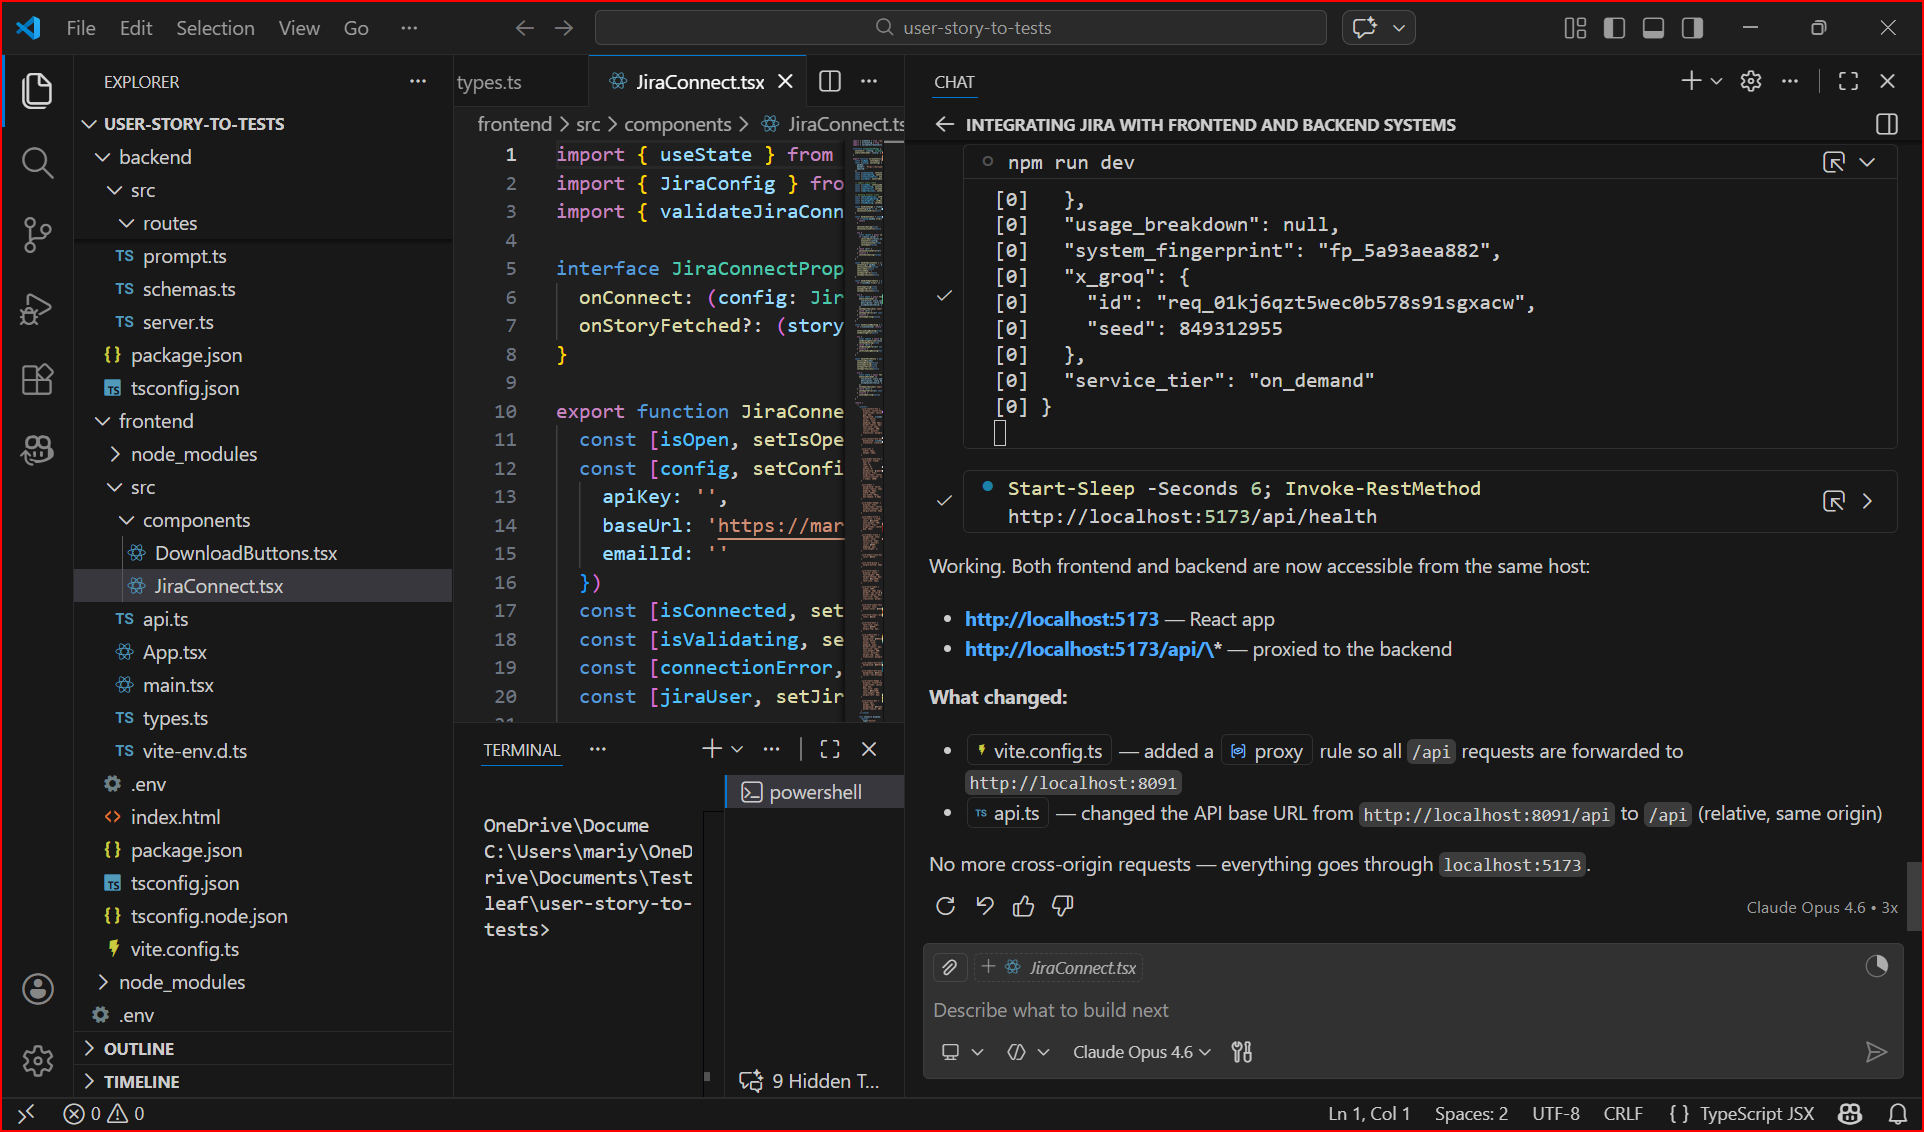 File Edit Selection View Go ···
user-story-to-tests
EXPLORER ···
USER-STORY-TO-TESTS
backend
src
routes
TS prompt.ts
TS schemas.ts
TS server.ts
{} package.json
TS tsconfig.json
frontend
node_modules
src
components
DownloadButtons.tsx
JiraConnect.tsx
TS api.ts
App.tsx
main.tsx
TS types.ts
TS vite-env.d.ts
.env
index.html
{} package.json
TS tsconfig.json
{} tsconfig.node.json
vite.config.ts
node_modules
.env
OUTLINE
TIMELINE
types.ts JiraConnect.tsx ···
frontend > src > components > JiraConnect.ts
1 import { useState } from
2 import { JiraConfig } fro
3 import { validateJiraConn
4
5 interface JiraConnectProp
6 onConnect: (config: Jir
7 onStoryFetched?: (story
8 }
9
10 export function JiraConne
11 const [isOpen, setIsOpe
12 const [config, setConfi
13 apiKey: '',
14 baseUrl: 'https://mar
15 emailId: ''
16 })
17 const [isConnected, set
18 const [isValidating, se
19 const [connectionError,
20 const [jiraUser, setJir
21
TERMINAL ··· ···
powershell
OneDrive\Docume
C:\Users\mariy\OneD
rive\Documents\Test
leaf\user-story-to-
tests>
9 Hidden T...
CHAT ···
INTEGRATING JIRA WITH FRONTEND AND BACKEND SYSTEMS
npm run dev
[0] },
[0] "usage_breakdown": null,
[0] "system_fingerprint": "fp_5a93aea882",
[0] "x_groq": {
[0] "id": "req_01kj6qzt5wec0b578s91sgxacw",
[0] "seed": 849312955
[0] },
[0] "service_tier": "on_demand"
[0] }
Start-Sleep -Seconds 6; Invoke-RestMethod
http://localhost:5173/api/health
Working. Both frontend and backend are now accessible from the same host:
• http://localhost:5173 — React app
• http://localhost:5173/api/\* — proxied to the backend
What changed:
• vite.config.ts — added a proxy rule so all /api requests are forwarded to
http://localhost:8091
• TS api.ts — changed the API base URL from http://localhost:8091/api to /api (relative, same origin)
No more cross-origin requests — everything goes through localhost:5173.
Claude Opus 4.6 • 3x
JiraConnect.tsx
Describe what to build next
Claude Opus 4.6
0 0
Ln 1, Col 1 Spaces: 2 UTF-8 CRLF { } TypeScript JSX